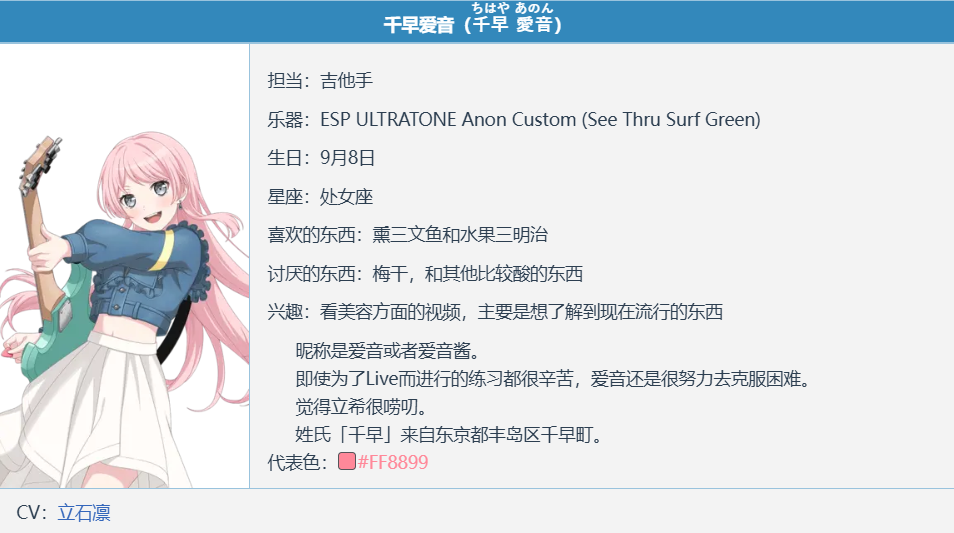 ちはや あのん
千早爱音（千早 愛音）
担当：吉他手
乐器：ESP ULTRATONE Anon Custom (See Thru Surf Green)
生日：9月8日
星座：处女座
喜欢的东西：熏三文鱼和水果三明治
讨厌的东西：梅干，和其他比较酸的东西
兴趣：看美容方面的视频，主要是想了解到现在流行的东西
昵称是爱音或者爱音酱。
即使为了Live而进行的练习都很辛苦，爱音还是很努力去克服困难。
觉得立希很唠叨。
姓氏「千早」来自东京都丰岛区千早町。
代表色：#FF8899
CV：立石凛